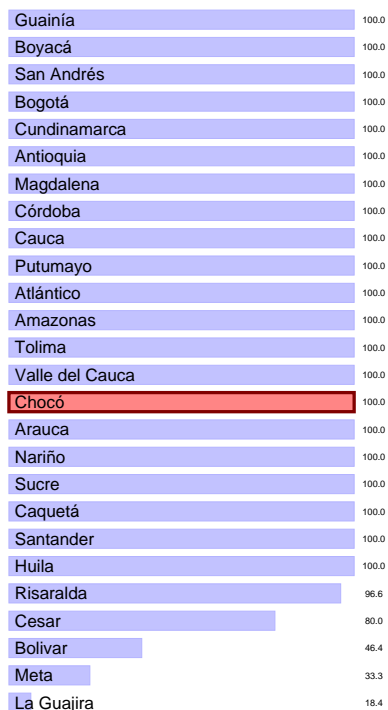 Guainía 100.0
Boyacá 100.0
San Andrés 100.0
Bogotá 100.0
Cundinamarca 100.0
Antioquia 100.0
Magdalena 100.0
Córdoba 100.0
Cauca 100.0
Putumayo 100.0
Atlántico 100.0
Amazonas 100.0
Tolima 100.0
Valle del Cauca 100.0
Chocó 100.0
Arauca 100.0
Nariño 100.0
Sucre 100.0
Caquetá 100.0
Santander 100.0
Huila 100.0
Risaralda 96.6
Cesar 80.0
Bolivar 46.4
Meta 33.3
La Guajira 18.4